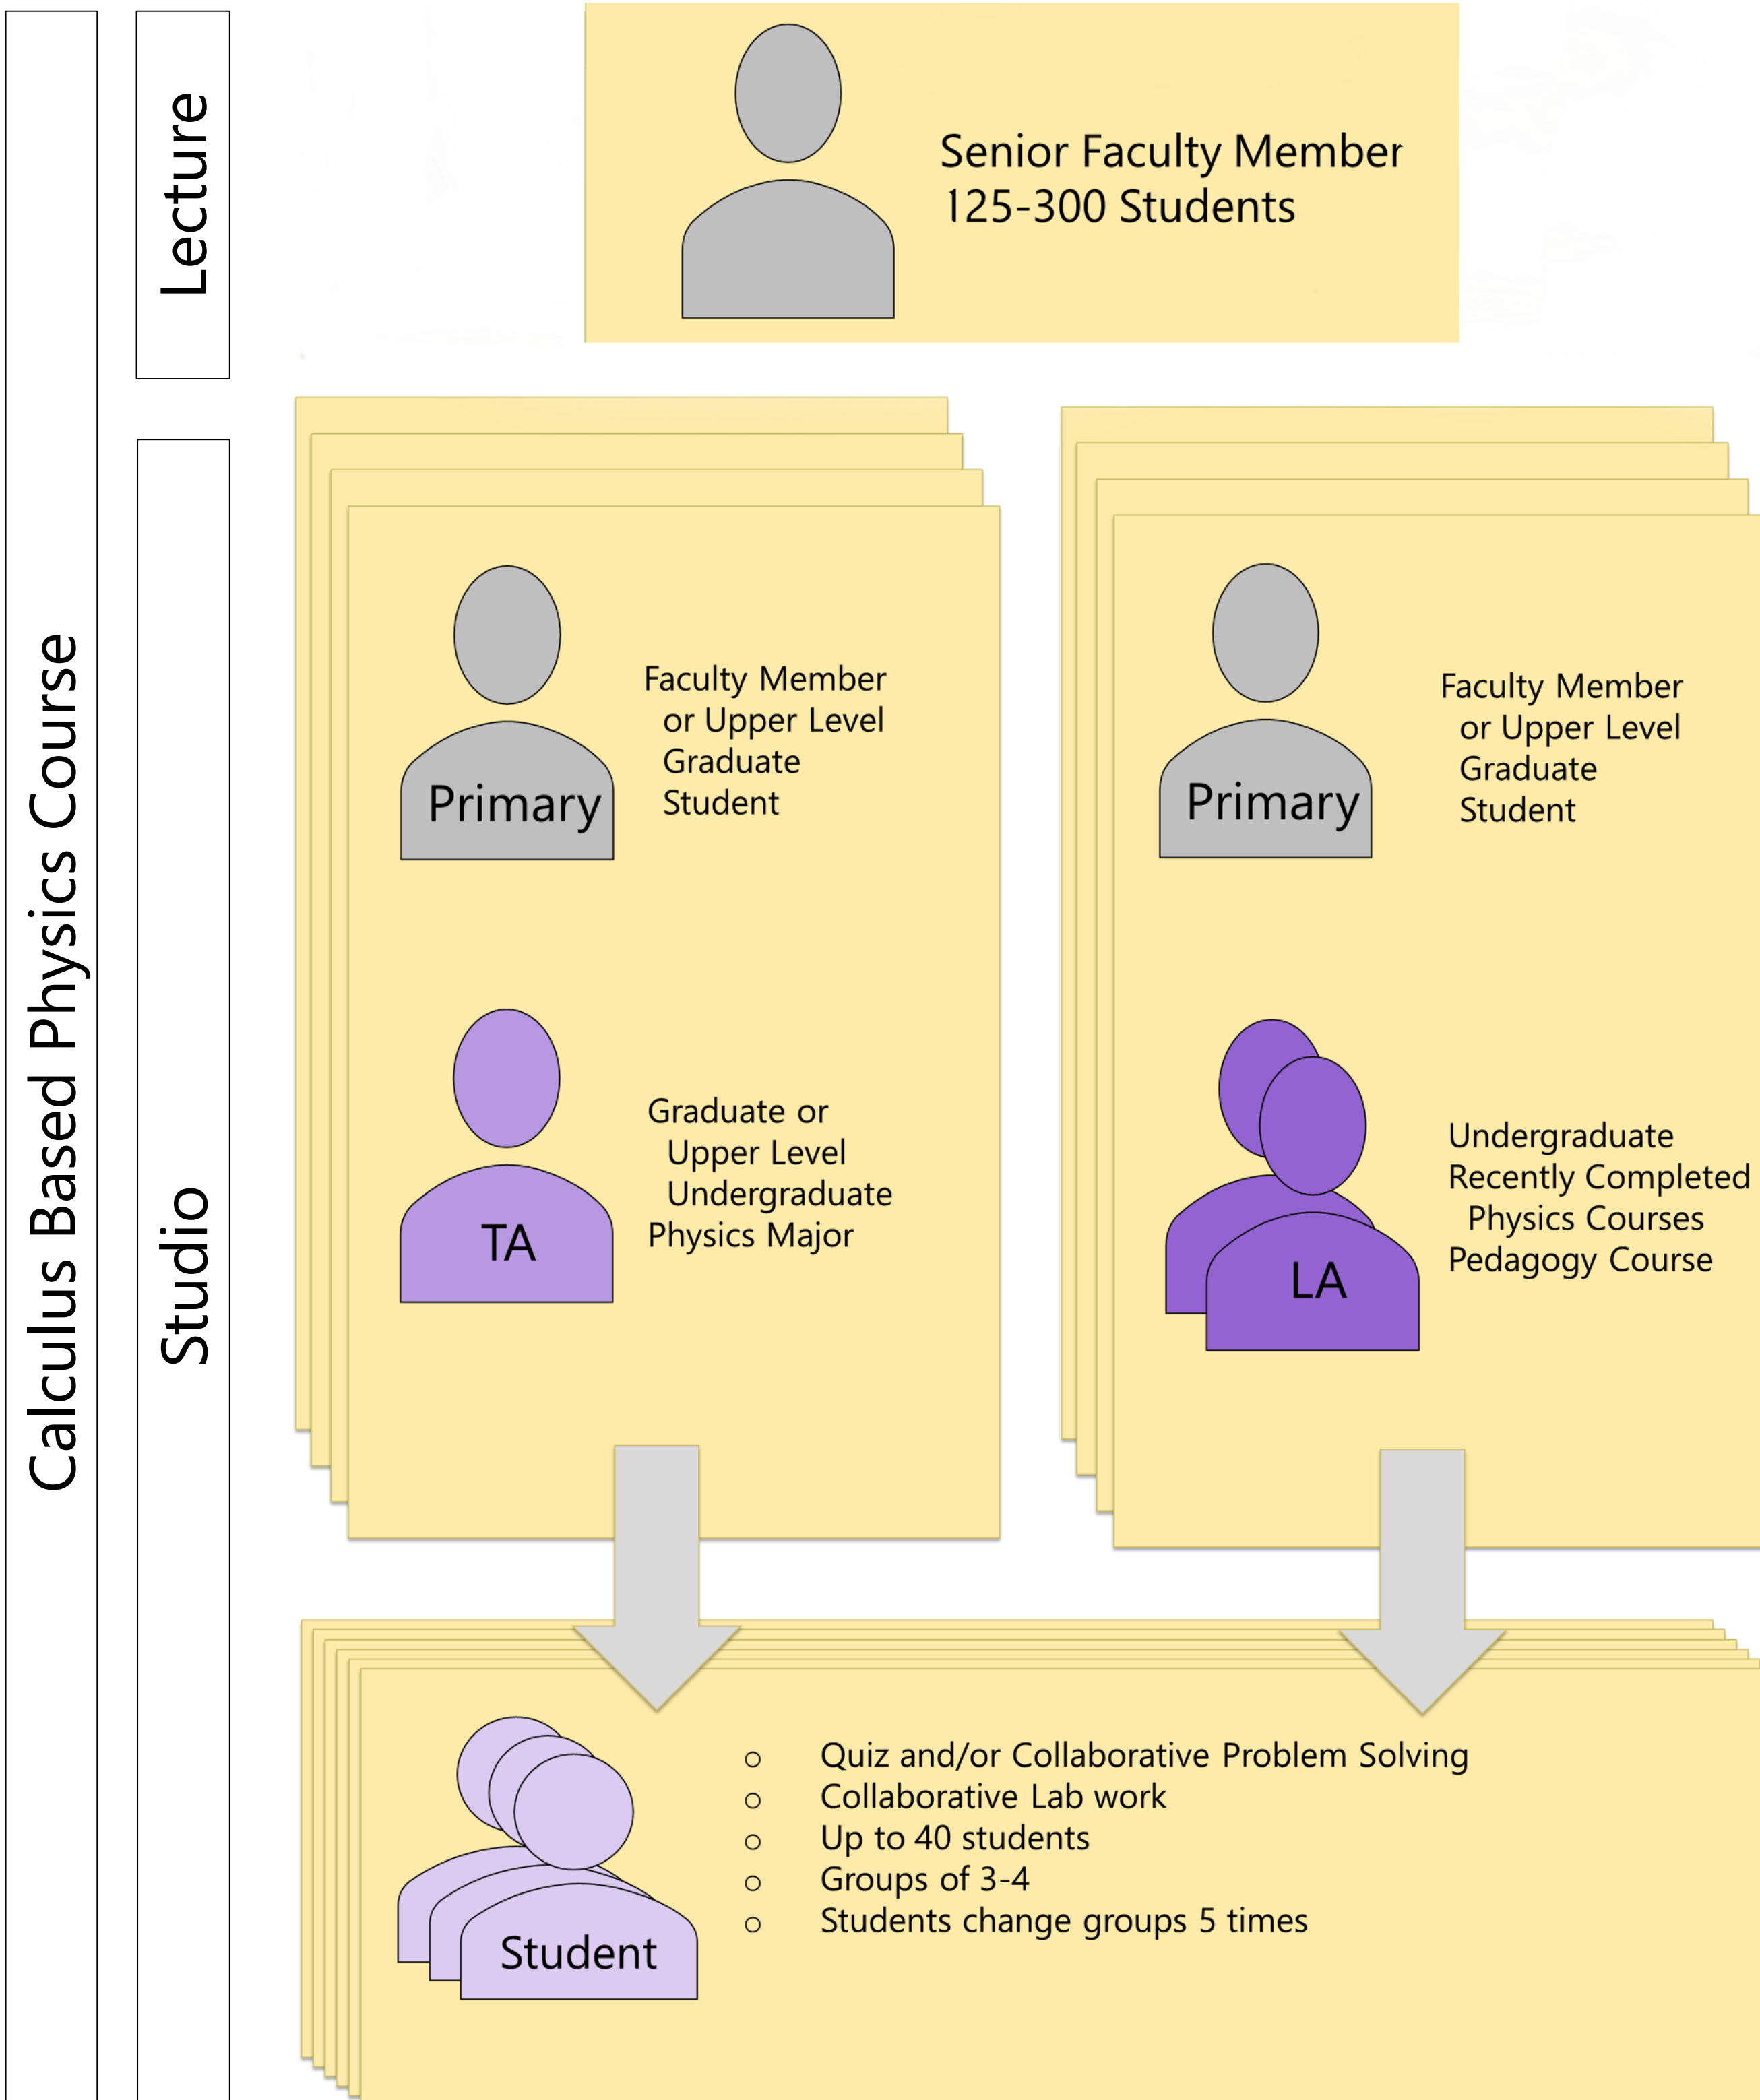 Calculus Based Physics Course
Lecture
Senior Faculty Member
125-300 Students
Studio
Primary
Faculty Member
or Upper Level
Graduate
Student
TA
Graduate or
Upper Level
Undergraduate
Physics Major
Primary
Faculty Member
or Upper Level
Graduate
Student
LA
Undergraduate
Recently Completed
Physics Courses
Pedagogy Course
Student
○ Quiz and/or Collaborative Problem Solving
○ Collaborative Lab work
○ Up to 40 students
○ Groups of 3-4
○ Students change groups 5 times